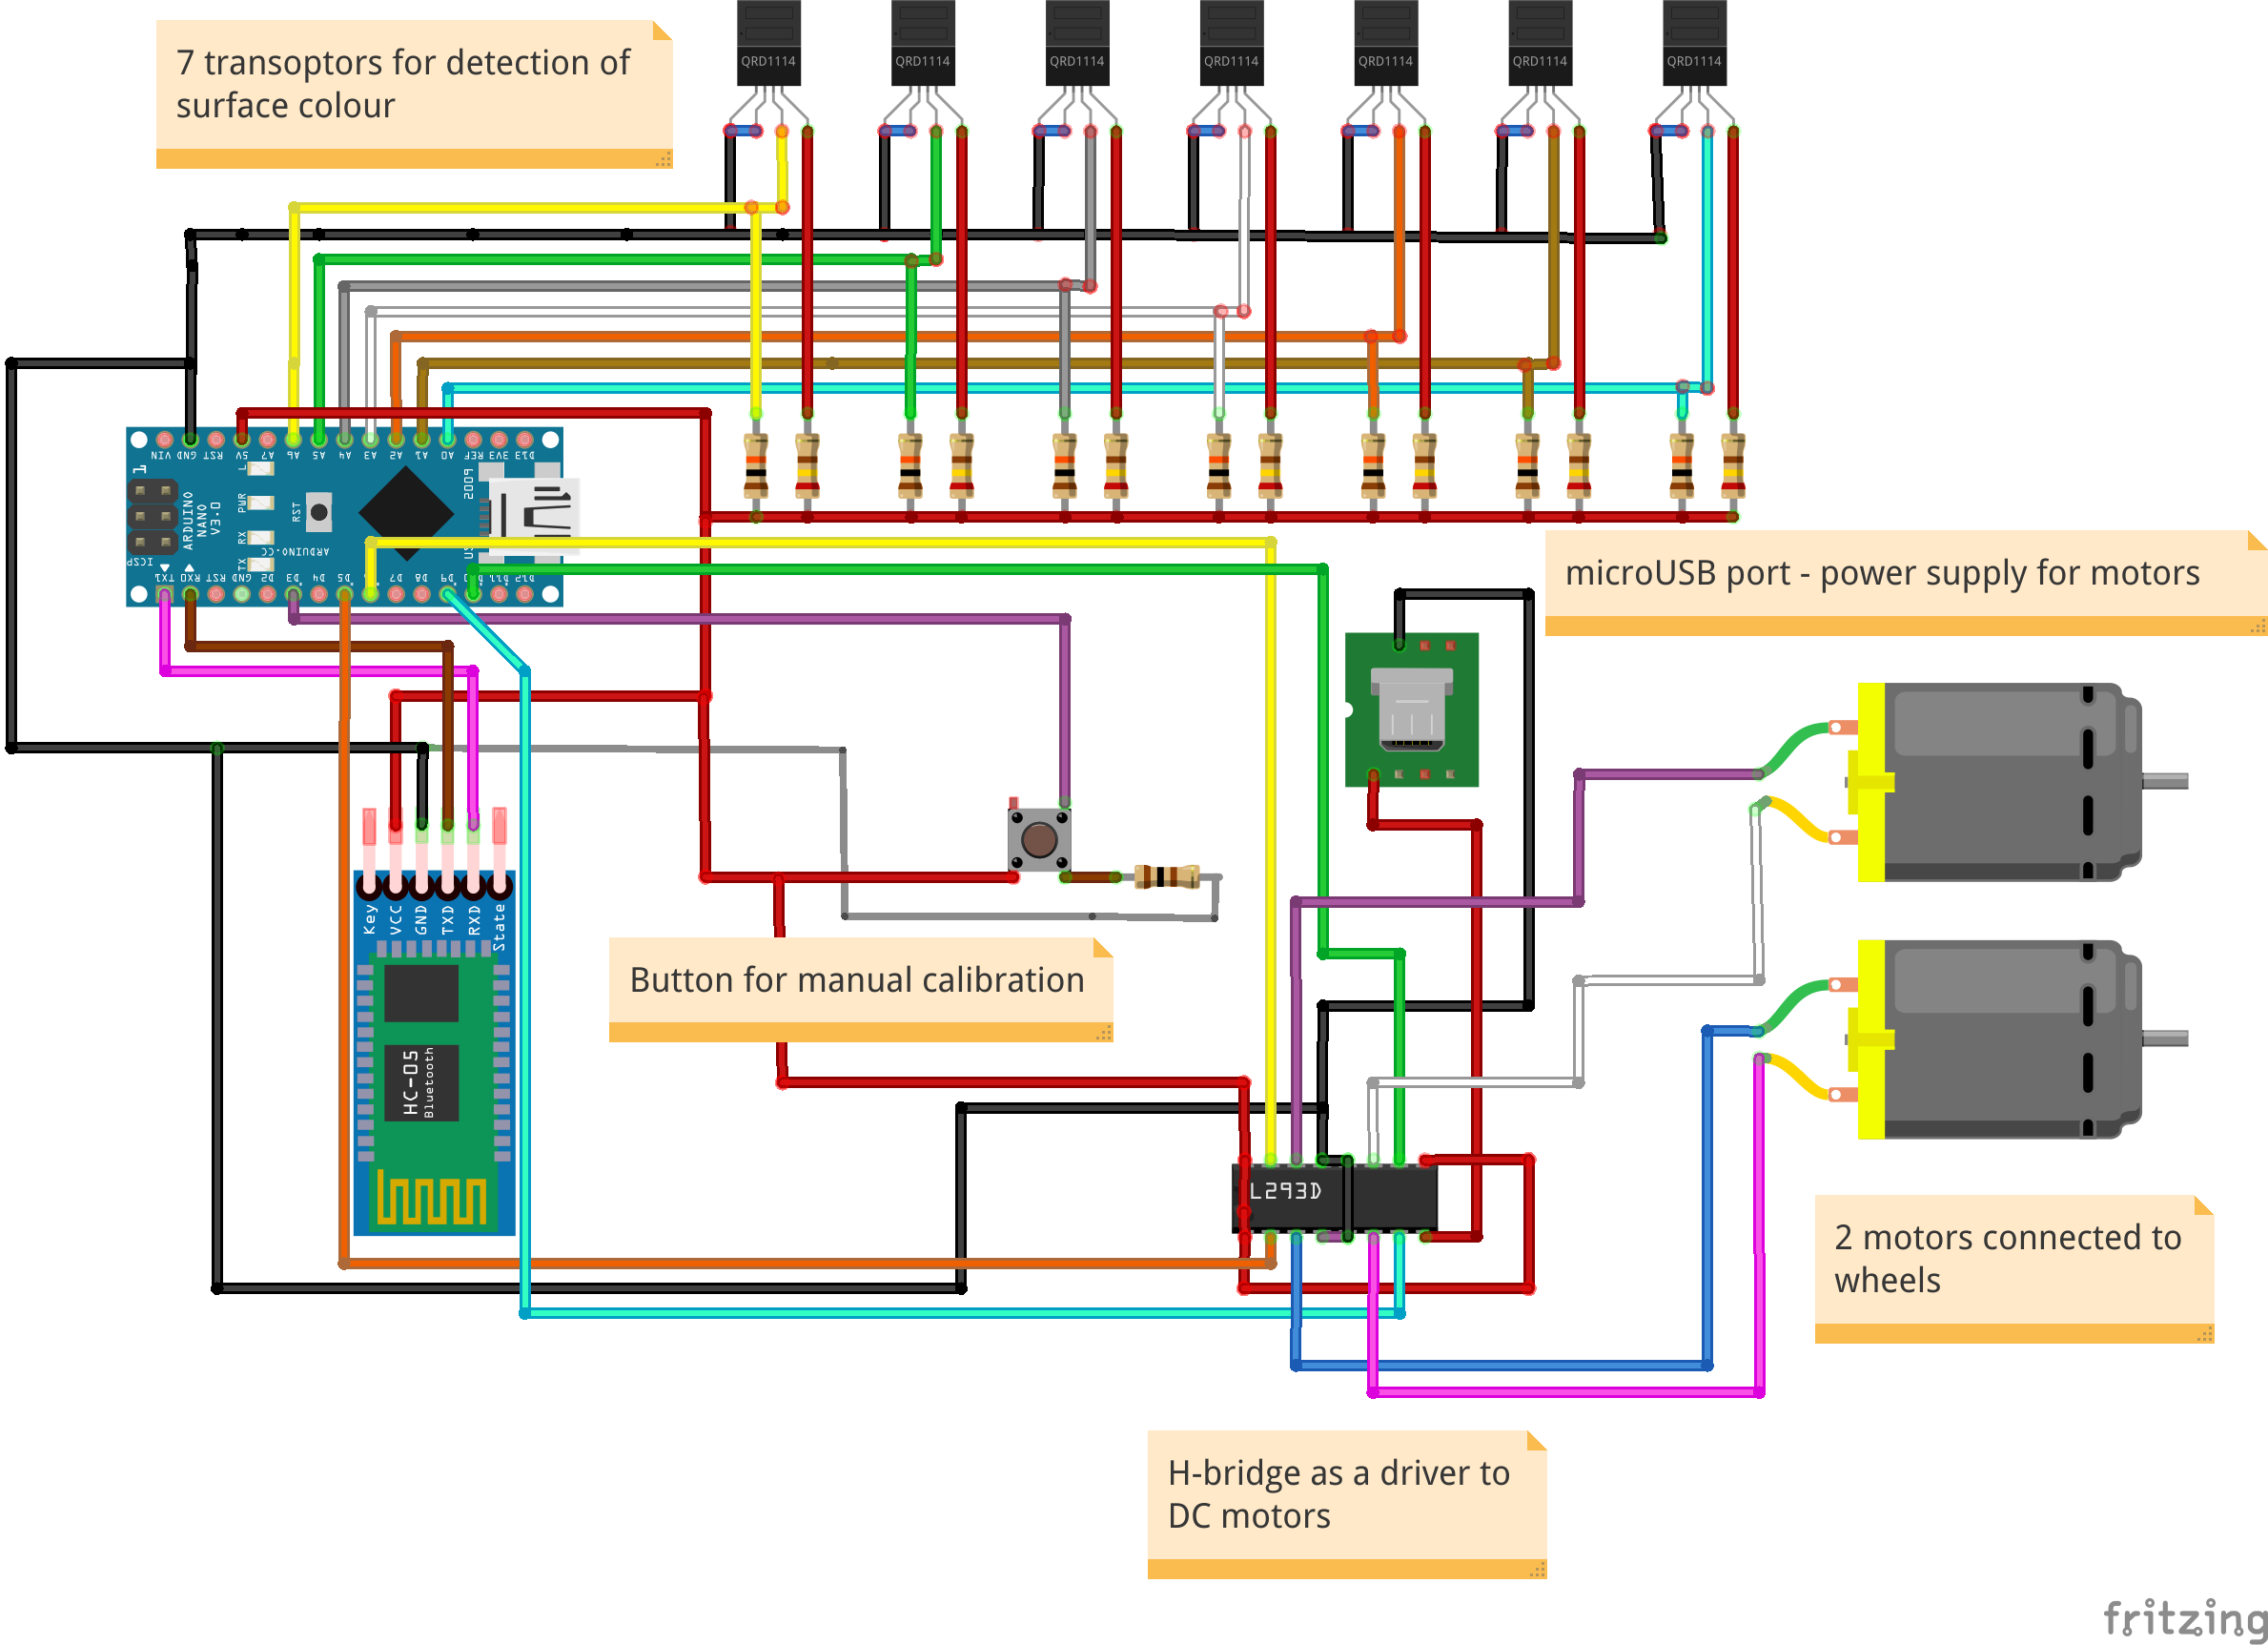 7 transoptors for detection of
surface colour
QRD1114
QRD1114
QRD1114
QRD1114
QRD1114
QRD1114
QRD1114
VIN GND RST 5V A7 A6 A5 A4 A3 A2 A1 A0 REF 3V3 D13
1
L
PWR
RX
TX
RST
2009
ARDUINO
NANO
V3.0
ARDUINO.CC
ICSP
TX1 RX0 RST GND D2 D3 D4 D5 D7 D8 D9 D11 D12
microUSB port - power supply for motors
Key
VCC
GND
TXD
RXD
State
HC-05
Bluetooth
Button for manual calibration
L293D
2 motors connected to
wheels
H-bridge as a driver to
DC motors
fritzing